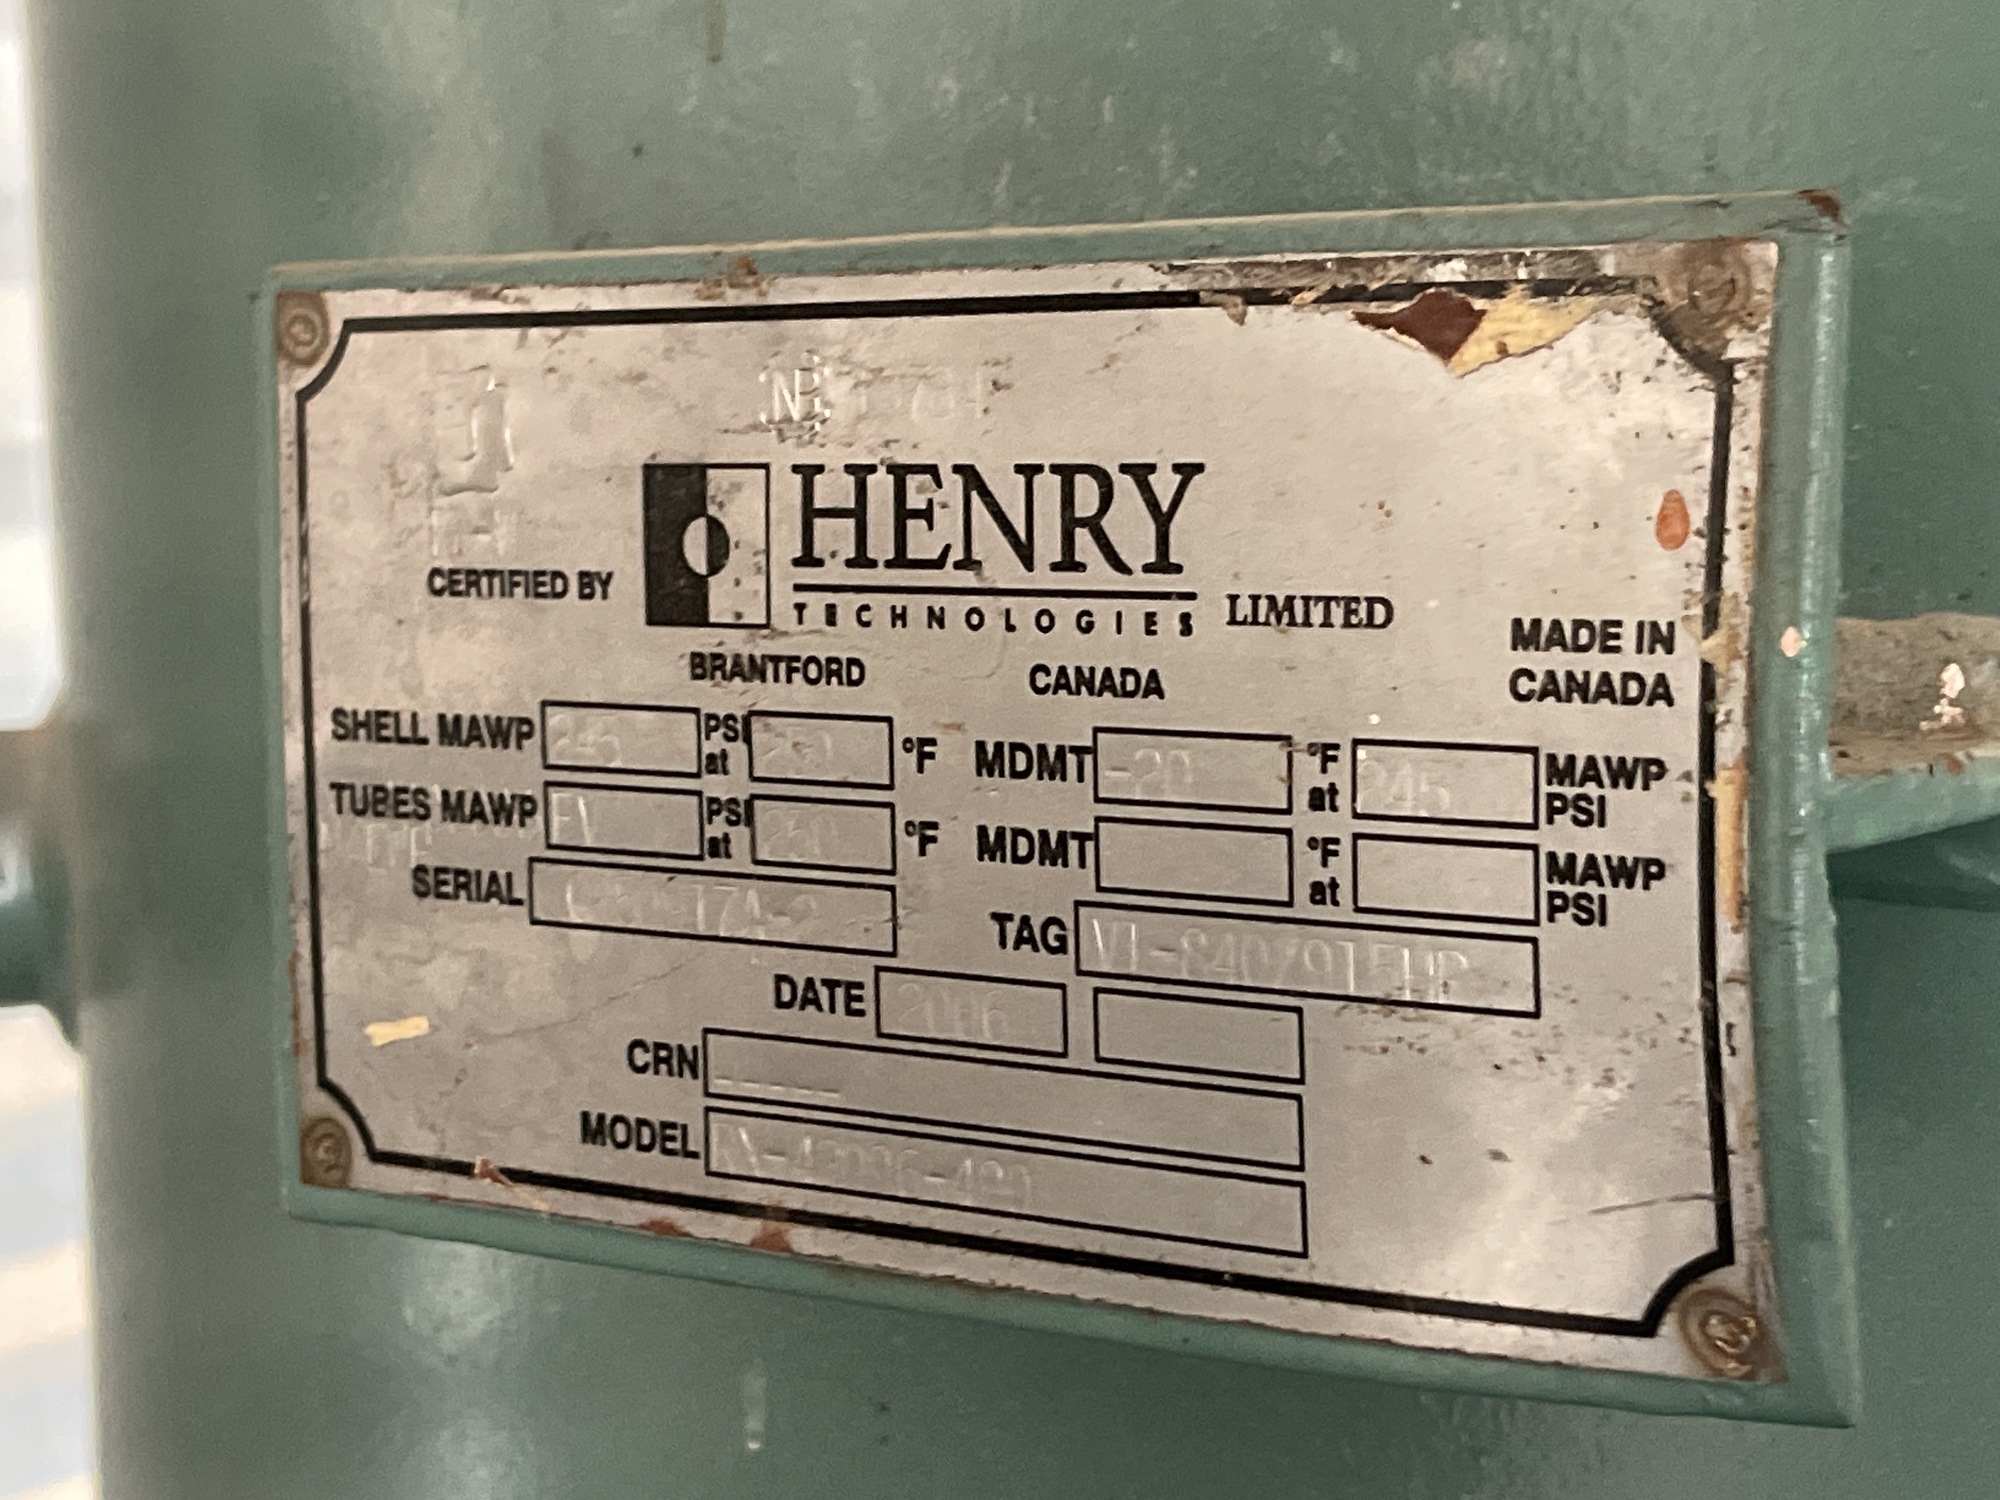 CERTIFIED BY
HENRY
TECHNOLOGIES LIMITED
BRANTFORD CANADA
MADE IN
CANADA
SHELL MAWP 245 PSI at 250 °F MDMT -20 °F at 245 MAWP PSI
TUBES MAWP FV PSI at 250 °F MDMT °F at MAWP PSI
SERIAL
TAG
DATE 2006
CRN
MODEL